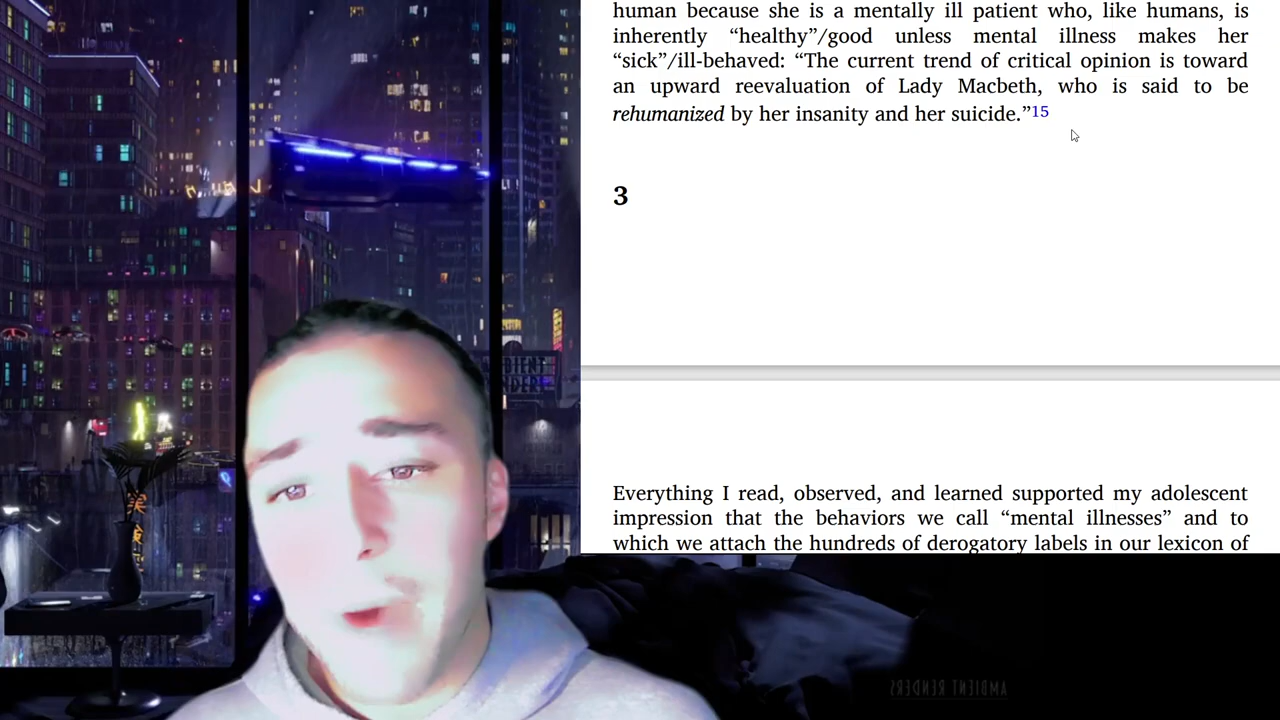 human because she is a mentally ill patient who, like humans, is
inherently “healthy”/good unless mental illness makes her
“sick”/ill-behaved: “The current trend of critical opinion is toward
an upward reevaluation of Lady Macbeth, who is said to be
rehumanized by her insanity and her suicide.”15
3
Everything I read, observed, and learned supported my adolescent
impression that the behaviors we call “mental illnesses” and to
which we attach the hundreds of derogatory labels in our lexicon of
AMBIENT RENDERS